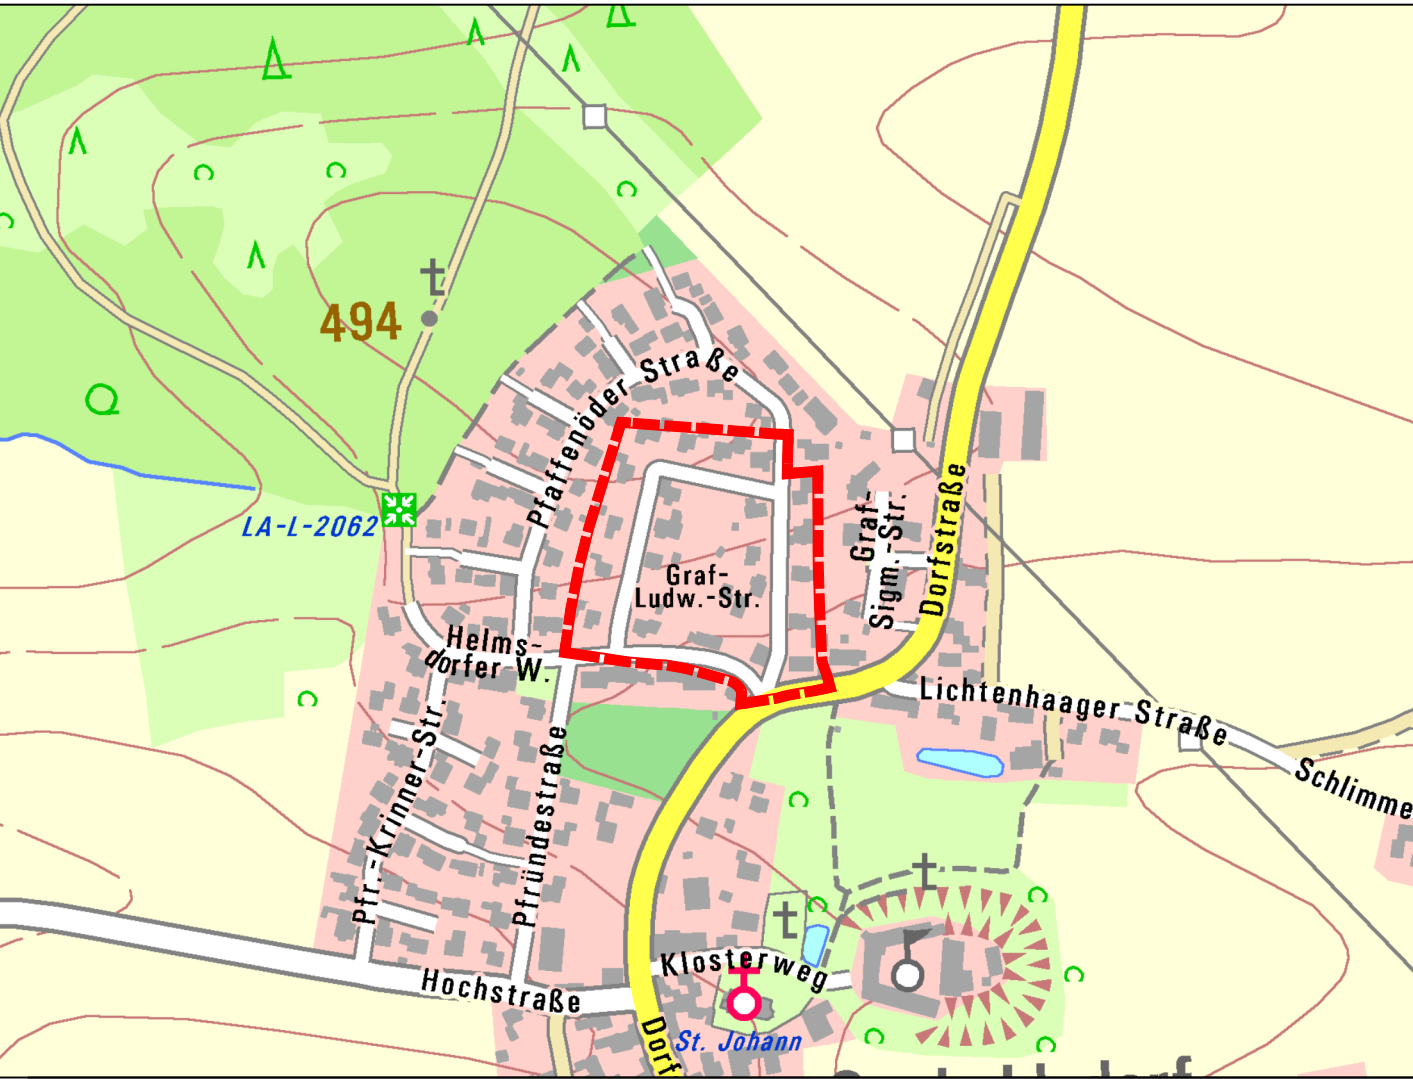 494
LA-L-2062
Pfaffenöder Straße
Graf-
Ludw.-Str.
Graf-
Sigm.-Str.
Dorfstraße
Helms-
dorfer W.
Lichtenhaager Straße
Schlimme
Pfr.-Krinner-Str.
Pfründestraße
Klosterweg
Hochstraße
St. Johann
Dorf